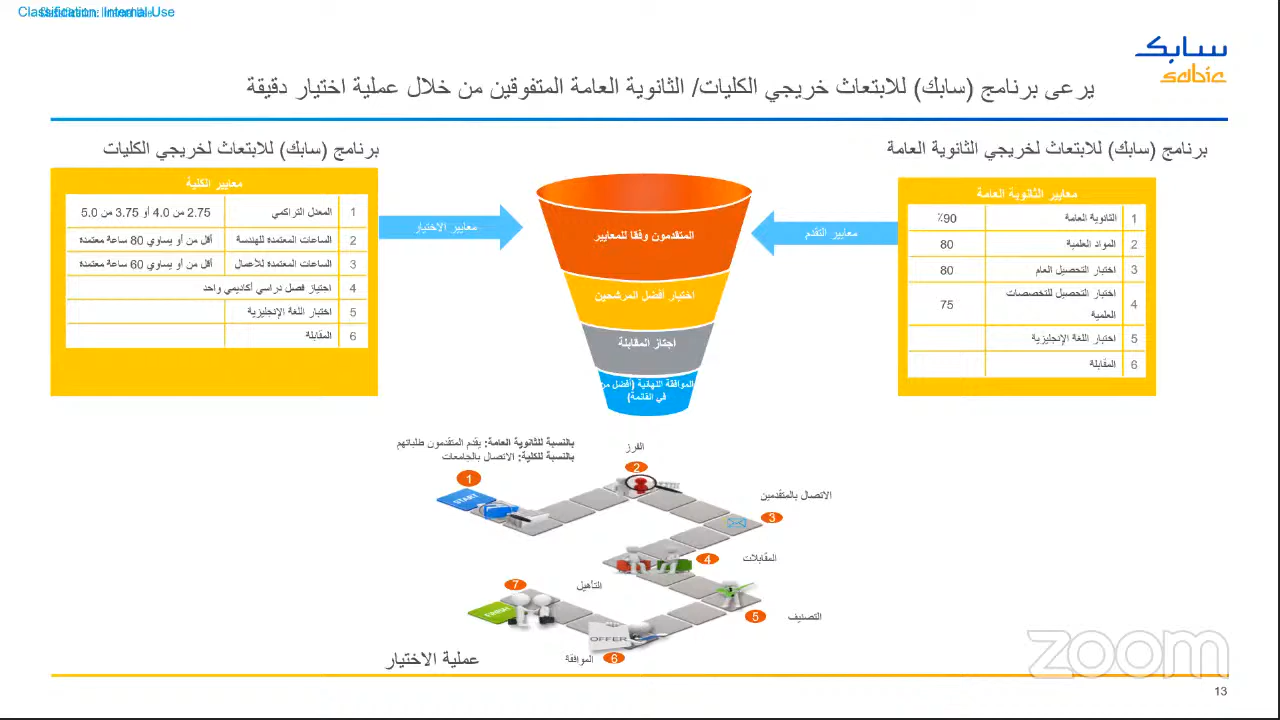 Classification: Internal Use
سابك
sabic
يرعى برنامج (سابك) للابتعاث خريجي الكليات/ الثانوية العامة المتفوقين من خلال عملية اختيار دقيقة
برنامج (سابك) للابتعاث لخريجي الثانوية العامة
معايير الثانوية العامة
1 الثانوية العامة 90٪
2 المواد العلمية 80
3 اختبار التحصيل العام 80
4 اختبار التحصيل للتخصصات العلمية 75
5 اختبار اللغة الإنجليزية
6 المقابلة
معايير التقدم
برنامج (سابك) للابتعاث لخريجي الكليات
معايير الكلية
1 المعدل التراكمي 2.75 من 4.0 أو 3.75 من 5.0
2 الساعات المعتمدة للهندسة أقل من أو يساوي 80 ساعة معتمدة
3 الساعات المعتمدة للأعمال أقل من أو يساوي 60 ساعة معتمدة
4 اجتياز فصل دراسي أكاديمي واحد
5 اختبار اللغة الإنجليزية
6 المقابلة
معايير الاختيار
المتقدمون وفقا للمعايير
اختيار أفضل المرشحين
اجتاز المقابلة
الموافقة النهائية (أفضل من
في القائمة)
بالنسبة للثانوية العامة: يقدم المتقدمون طلباتهم
بالنسبة للكلية: الاتصال بالجامعات
1
START
الفرز
2
الاتصال بالمتقدمين
3
المقابلات
4
التصنيف
5
الموافقة
6
OFFER
التأهيل
7
FINISH
عملية الاختيار
zoom
13